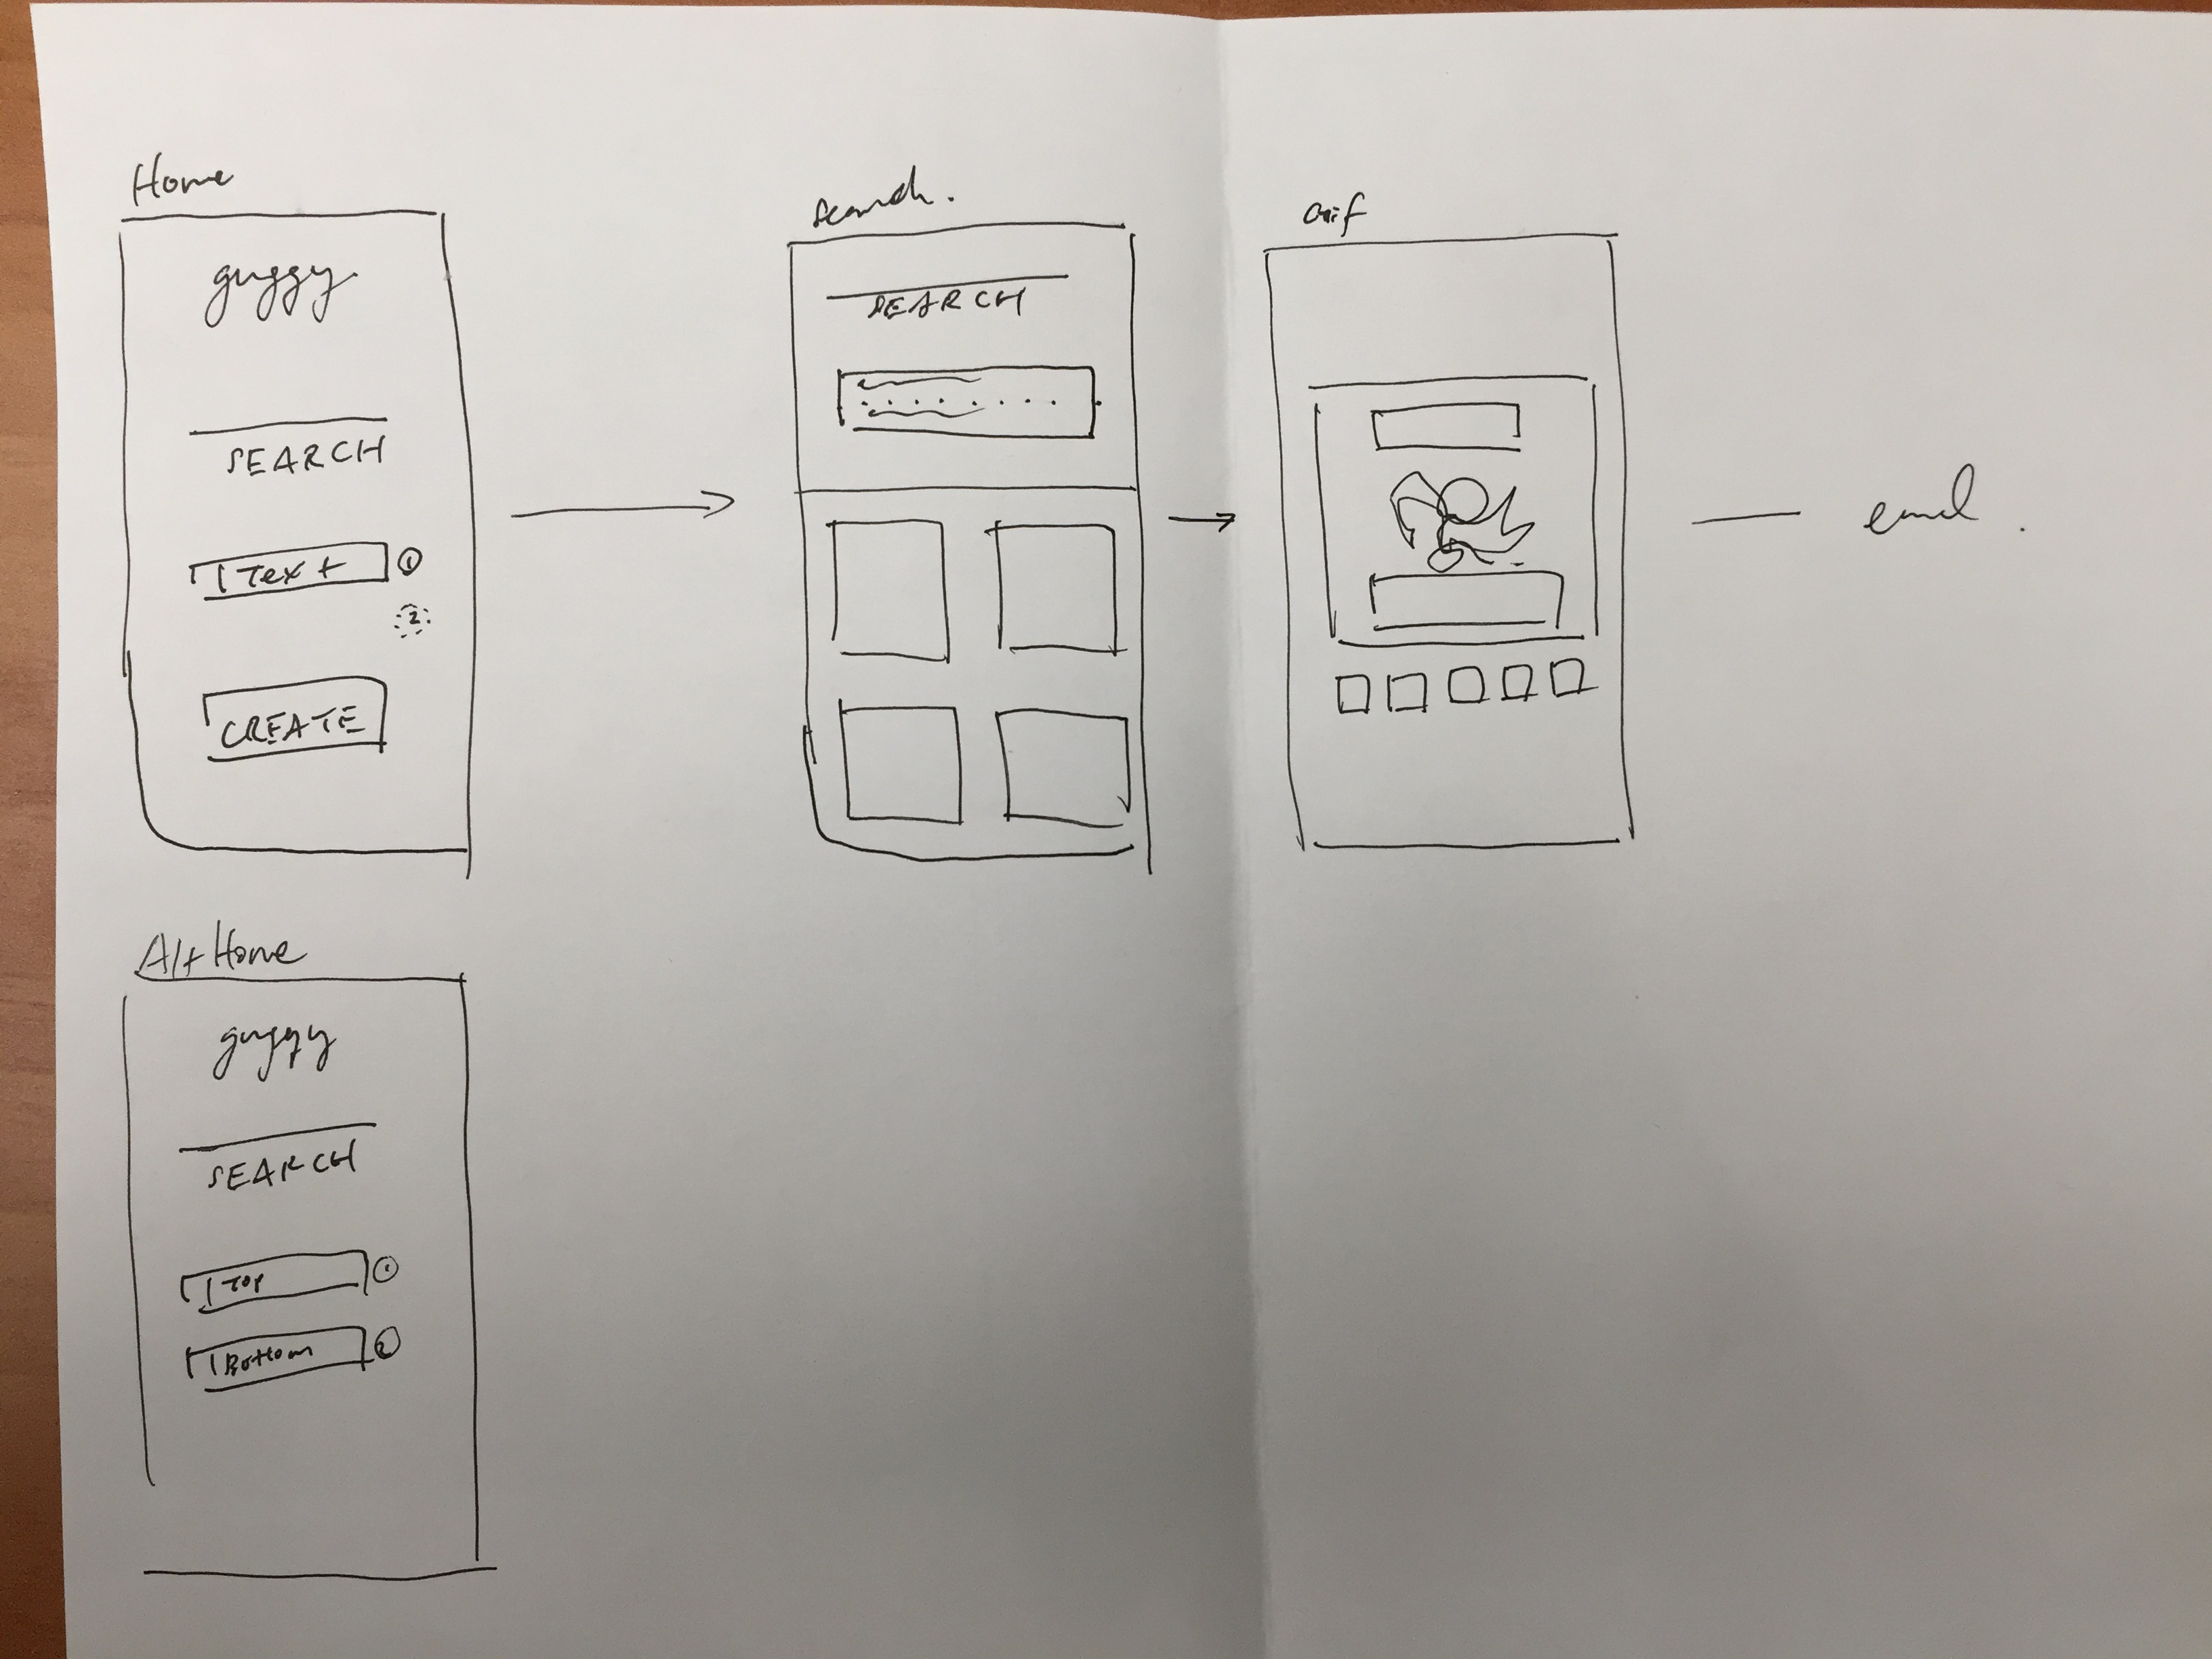 Home
guggy
SEARCH
Text ①
2
CREATE
search.
SEARCH
Gif
end.
Alt Home
guggy
SEARCH
Top ①
Bottom ②